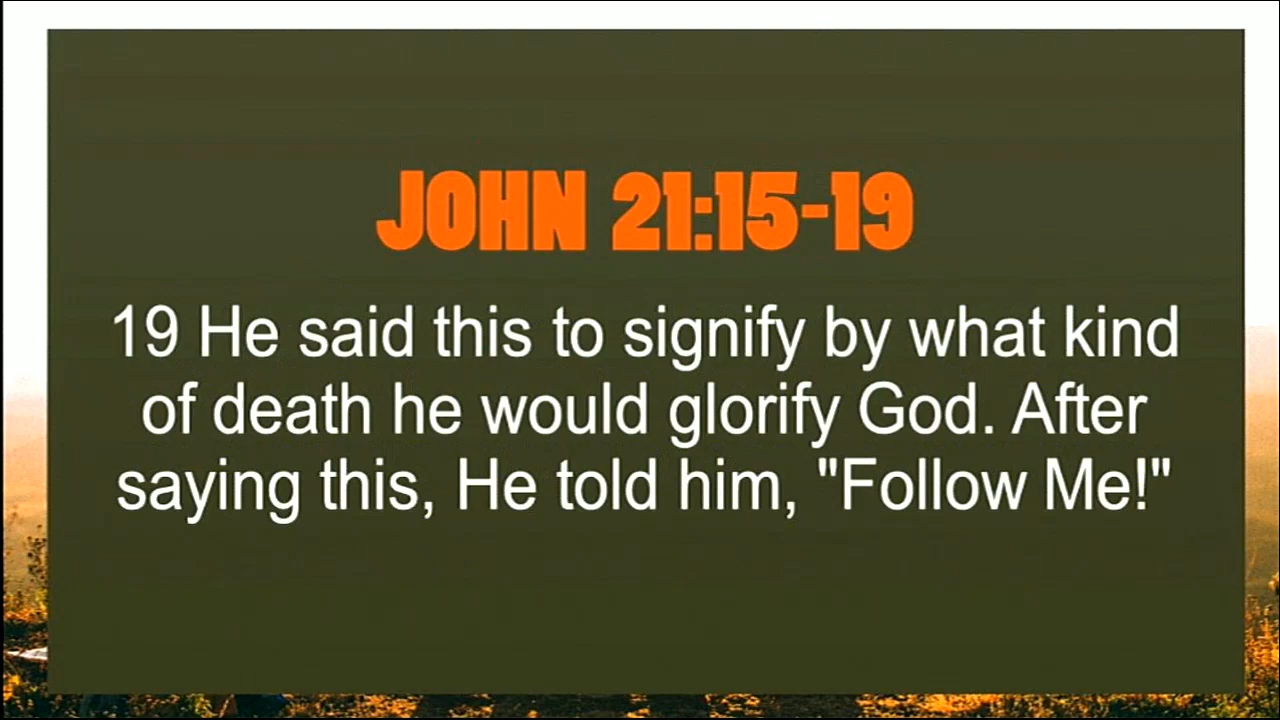 JOHN 21:15-19
19 He said this to signify by what kind
of death he would glorify God. After
saying this, He told him, "Follow Me!"